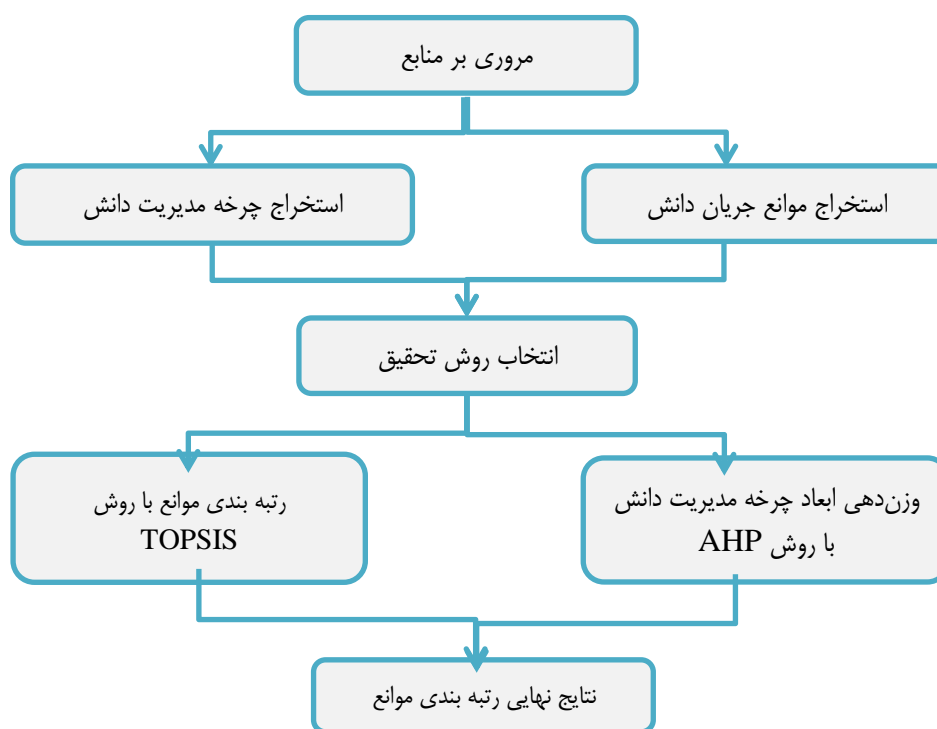 مروری بر منابع
استخراج موانع جریان دانش
استخراج چرخه مدیریت دانش
انتخاب روش تحقیق
وزن‌دهی ابعاد چرخه مدیریت دانش
با روش AHP
رتبه بندی موانع با روش
TOPSIS
نتایج نهایی رتبه بندی موانع